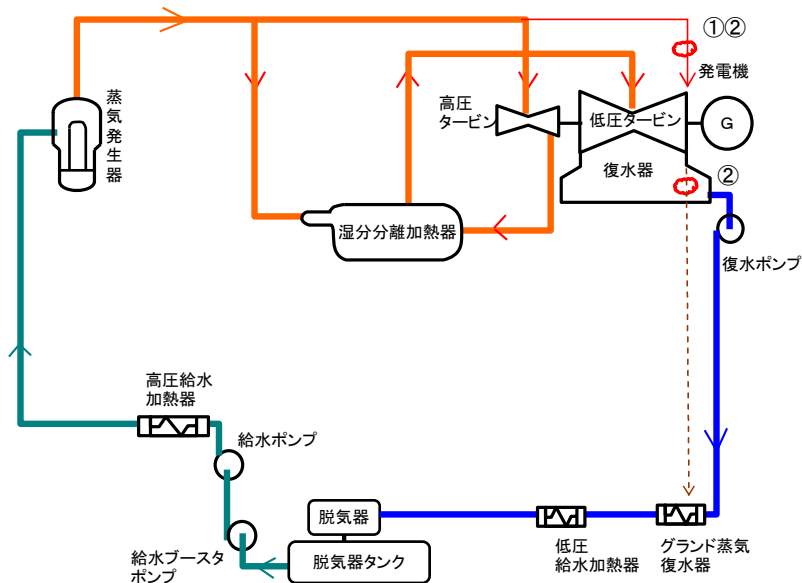 ①②
発電機
蒸気発生器
高圧
タービン
低圧タービン
G
復水器
②
湿分分離加熱器
復水ポンプ
高圧給水
加熱器
給水ポンプ
脱気器
給水ブースタ
ポンプ
脱気器タンク
低圧
給水加熱器
グランド蒸気
復水器